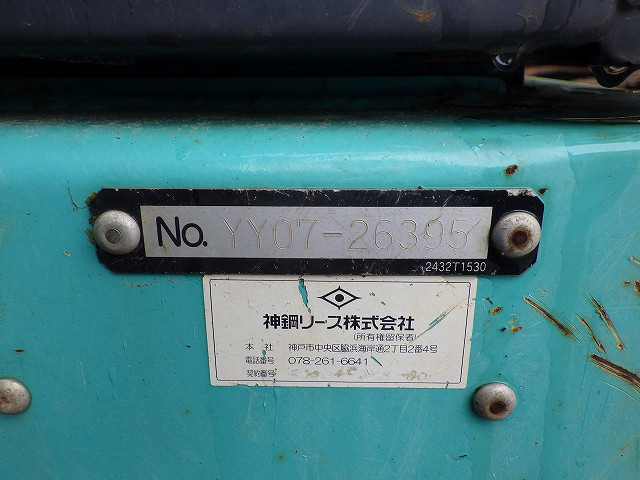 No. YY07-26395
2432T1530
神鋼リース株式会社
(所有権留保者)
本社 神戸市中央区脇浜海岸通2丁目2番4号
電話番号 078-261-6641
契約番号